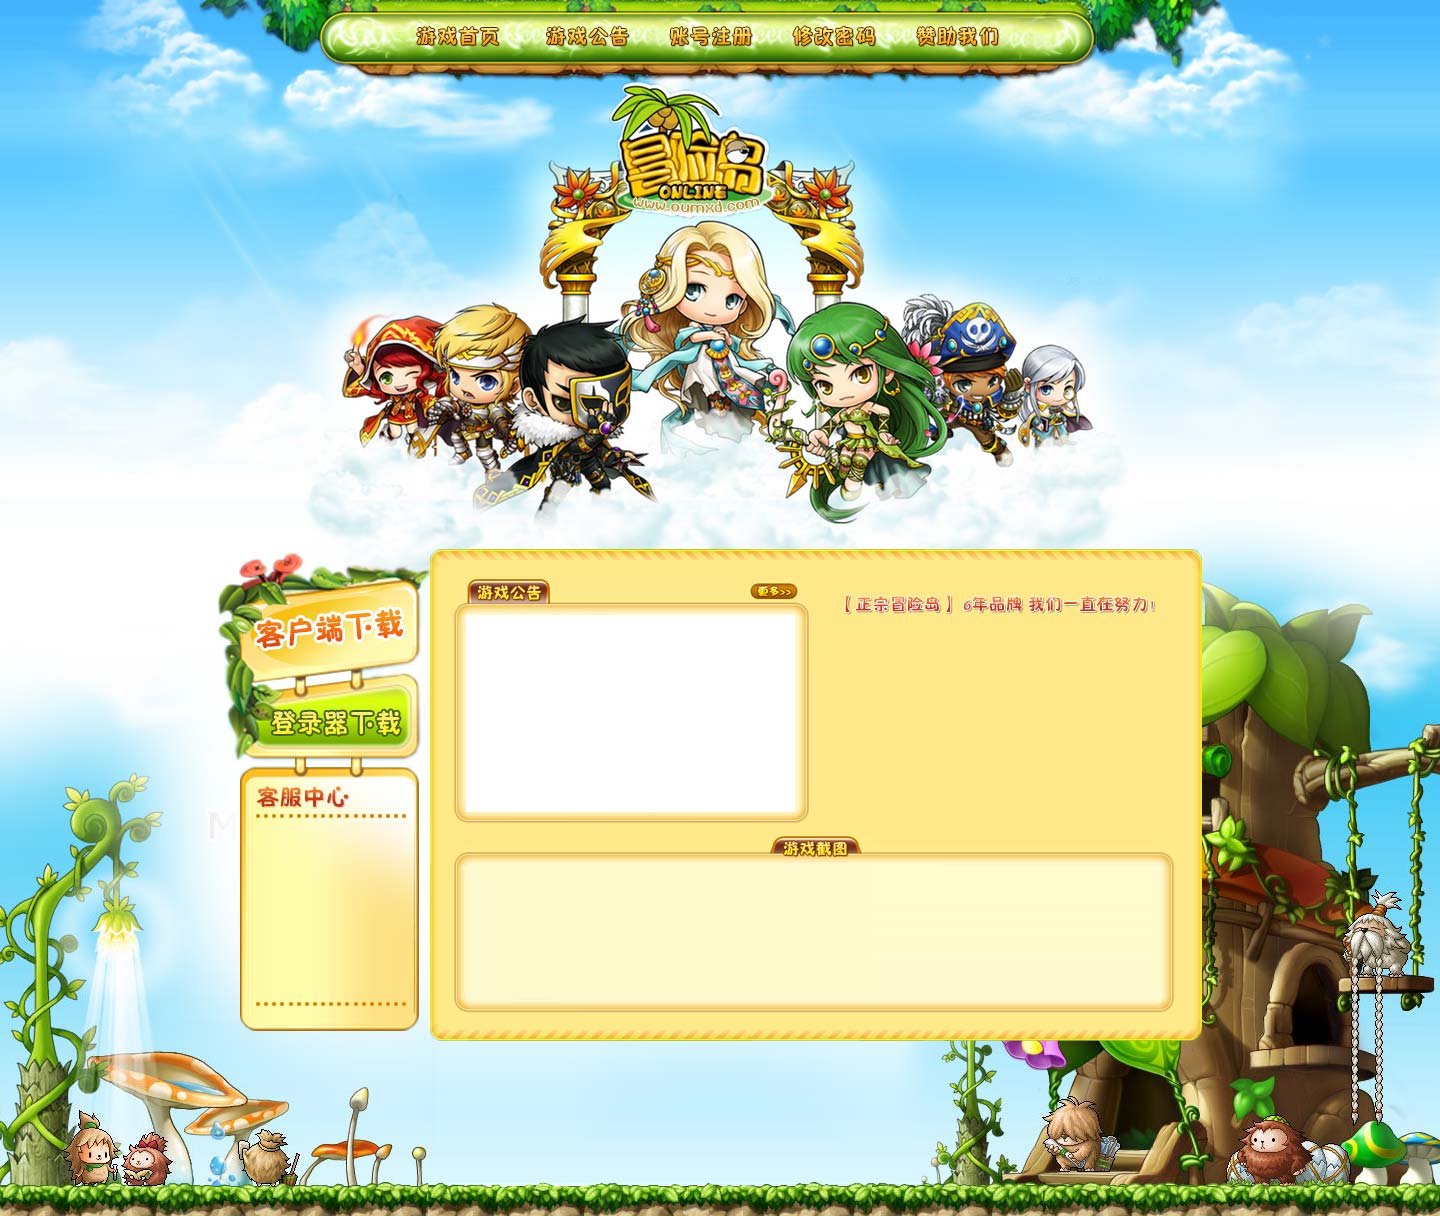 游戏首页 游戏公告 账号注册 修改密码 赞助我们
冒险岛
ONLINE
www.oumxd.com
客户端下载
登录器下载
客服中心
游戏公告 更多>>
【正宗冒险岛】6年品牌 我们一直在努力!
游戏截图